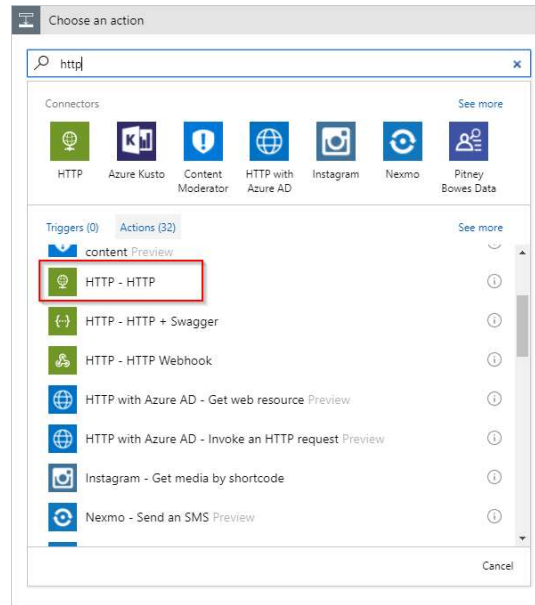 Choose an action
http
Connectors
See more
HTTP
Azure Kusto
Content
Moderator
HTTP with
Azure AD
Instagram
Nexmo
Pitney
Bowes Data
Triggers (0)
Actions (32)
See more
content Preview
HTTP - HTTP
HTTP - HTTP + Swagger
HTTP - HTTP Webhook
HTTP with Azure AD - Get web resource Preview
HTTP with Azure AD - Invoke an HTTP request Preview
Instagram - Get media by shortcode
Nexmo - Send an SMS Preview
Cancel